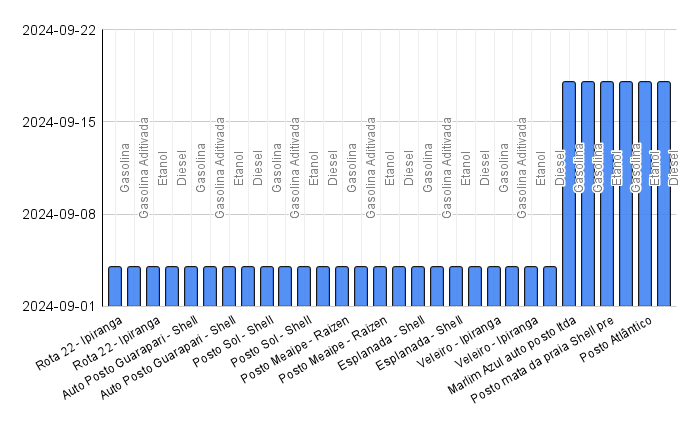 2024-09-22
2024-09-15
2024-09-08
2024-09-01
Gasolina
Gasolina Aditivada
Etanol
Diesel
Gasolina
Gasolina Aditivada
Etanol
Diesel
Gasolina
Gasolina Aditivada
Etanol
Diesel
Gasolina
Gasolina Aditivada
Etanol
Diesel
Gasolina
Gasolina Aditivada
Etanol
Diesel
Gasolina
Gasolina Aditivada
Etanol
Diesel
Gasolina
Gasolina
Etanol
Gasolina
Etanol
Diesel
Rota 22 - Ipiranga
Rota 22 - Ipiranga
Auto Posto Guarapari - Shell
Auto Posto Guarapari - Shell
Posto Sol - Shell
Posto Sol - Shell
Posto Meaipe - Raizen
Posto Meaipe - Raizen
Esplanada - Shell
Esplanada - Shell
Veleiro - Ipiranga
Veleiro - Ipiranga
Marlim Azul auto posto ltda
Posto mata da praia Shell pre
Posto Atlântico